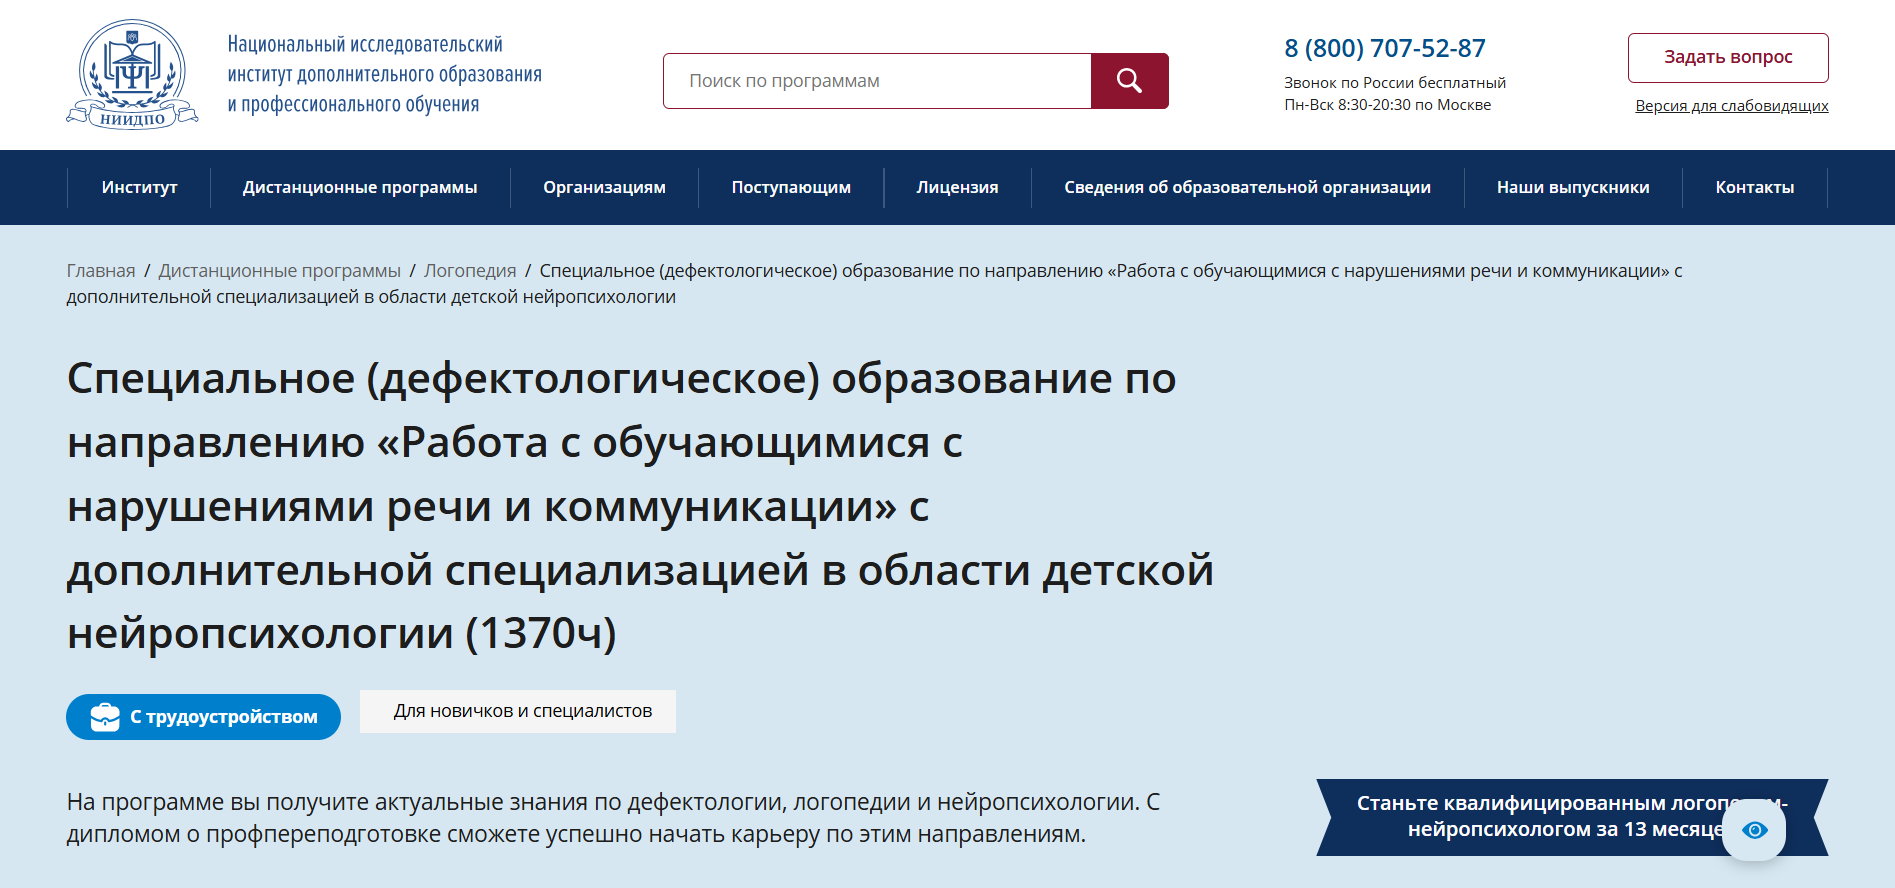 НИИДПО
Национальный исследовательский
институт дополнительного образования
и профессионального обучения
Поиск по программам
8 (800) 707-52-87
Звонок по России бесплатный
Пн-Вск 8:30-20:30 по Москве
Задать вопрос
Версия для слабовидящих
Институт
Дистанционные программы
Организациям
Поступающим
Лицензия
Сведения об образовательной организации
Наши выпускники
Контакты
Главная / Дистанционные программы / Логопедия / Специальное (дефектологическое) образование по направлению «Работа с обучающимися с нарушениями речи и коммуникации» с
дополнительной специализацией в области детской нейропсихологии
Специальное (дефектологическое) образование по
направлению «Работа с обучающимися с
нарушениями речи и коммуникации» с
дополнительной специализацией в области детской
нейропсихологии (1370ч)
С трудоустройством
Для новичков и специалистов
На программе вы получите актуальные знания по дефектологии, логопедии и нейропсихологии. С
дипломом о профпереподготовке сможете успешно начать карьеру по этим направлениям.
Станьте квалифицированным
нейропсихологом за 13